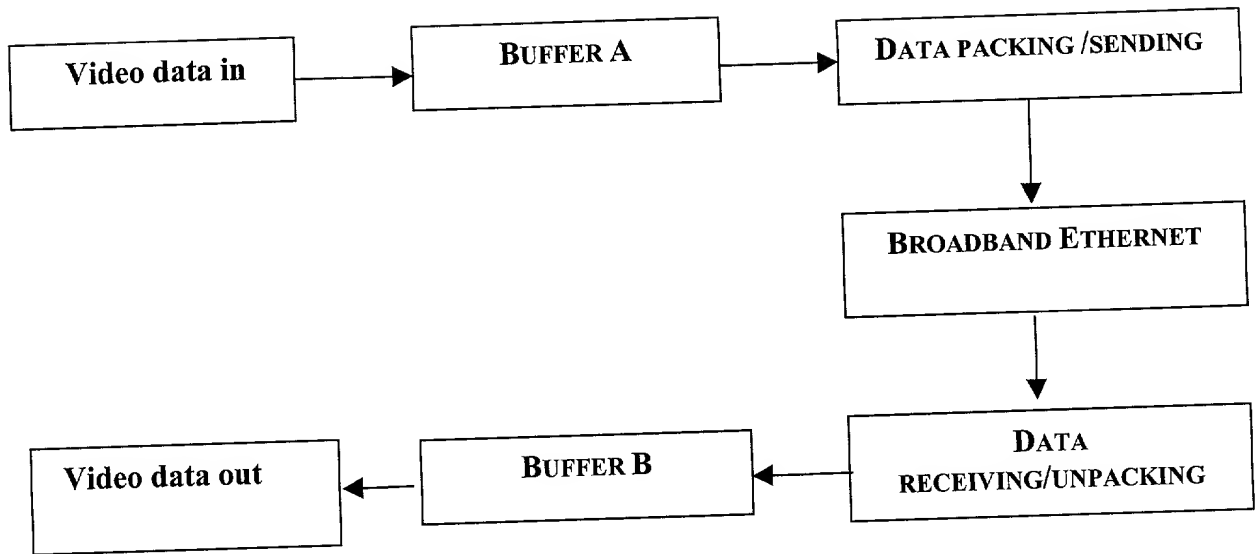 Video data in
BUFFER A
DATA PACKING /SENDING
BROADBAND ETHERNET
DATA
RECEIVING/UNPACKING
BUFFER B
Video data out